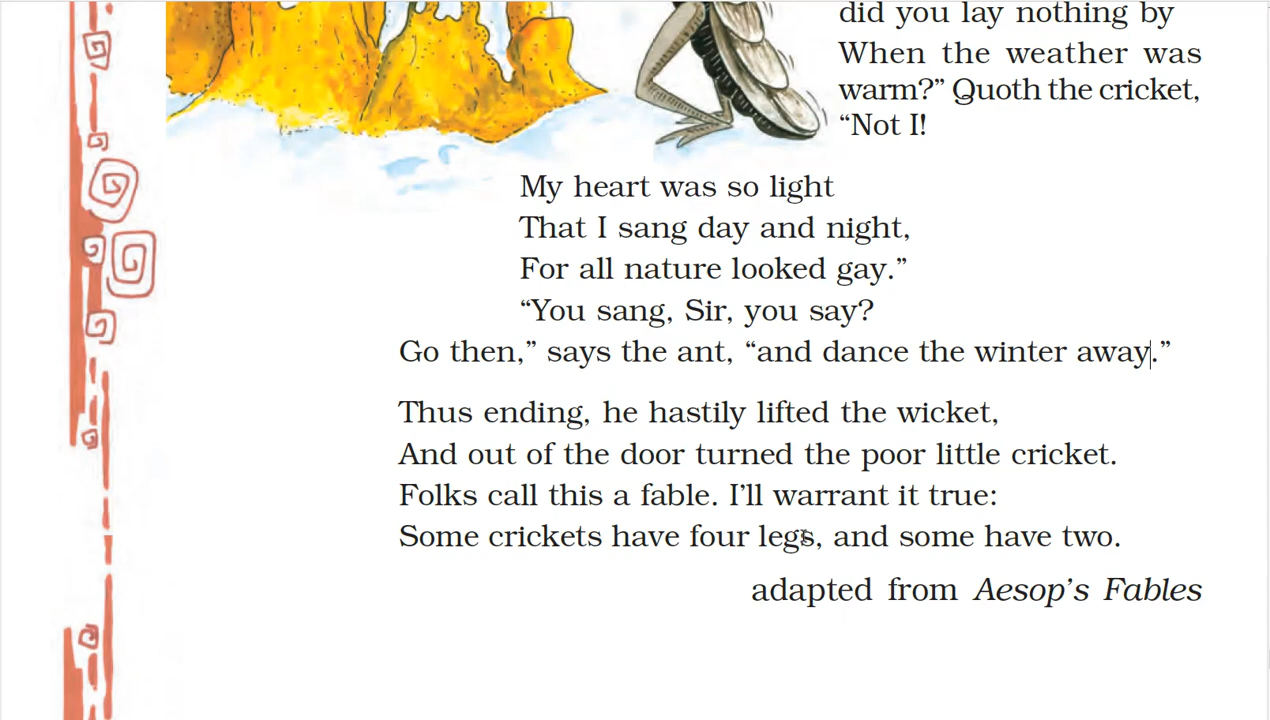 did you lay nothing by
When the weather was
warm?” Quoth the cricket,
“Not I!
My heart was so light
That I sang day and night,
For all nature looked gay.”
“You sang, Sir, you say?
Go then,” says the ant, “and dance the winter away.”
Thus ending, he hastily lifted the wicket,
And out of the door turned the poor little cricket.
Folks call this a fable. I’ll warrant it true:
Some crickets have four legs, and some have two.
adapted from Aesop’s Fables